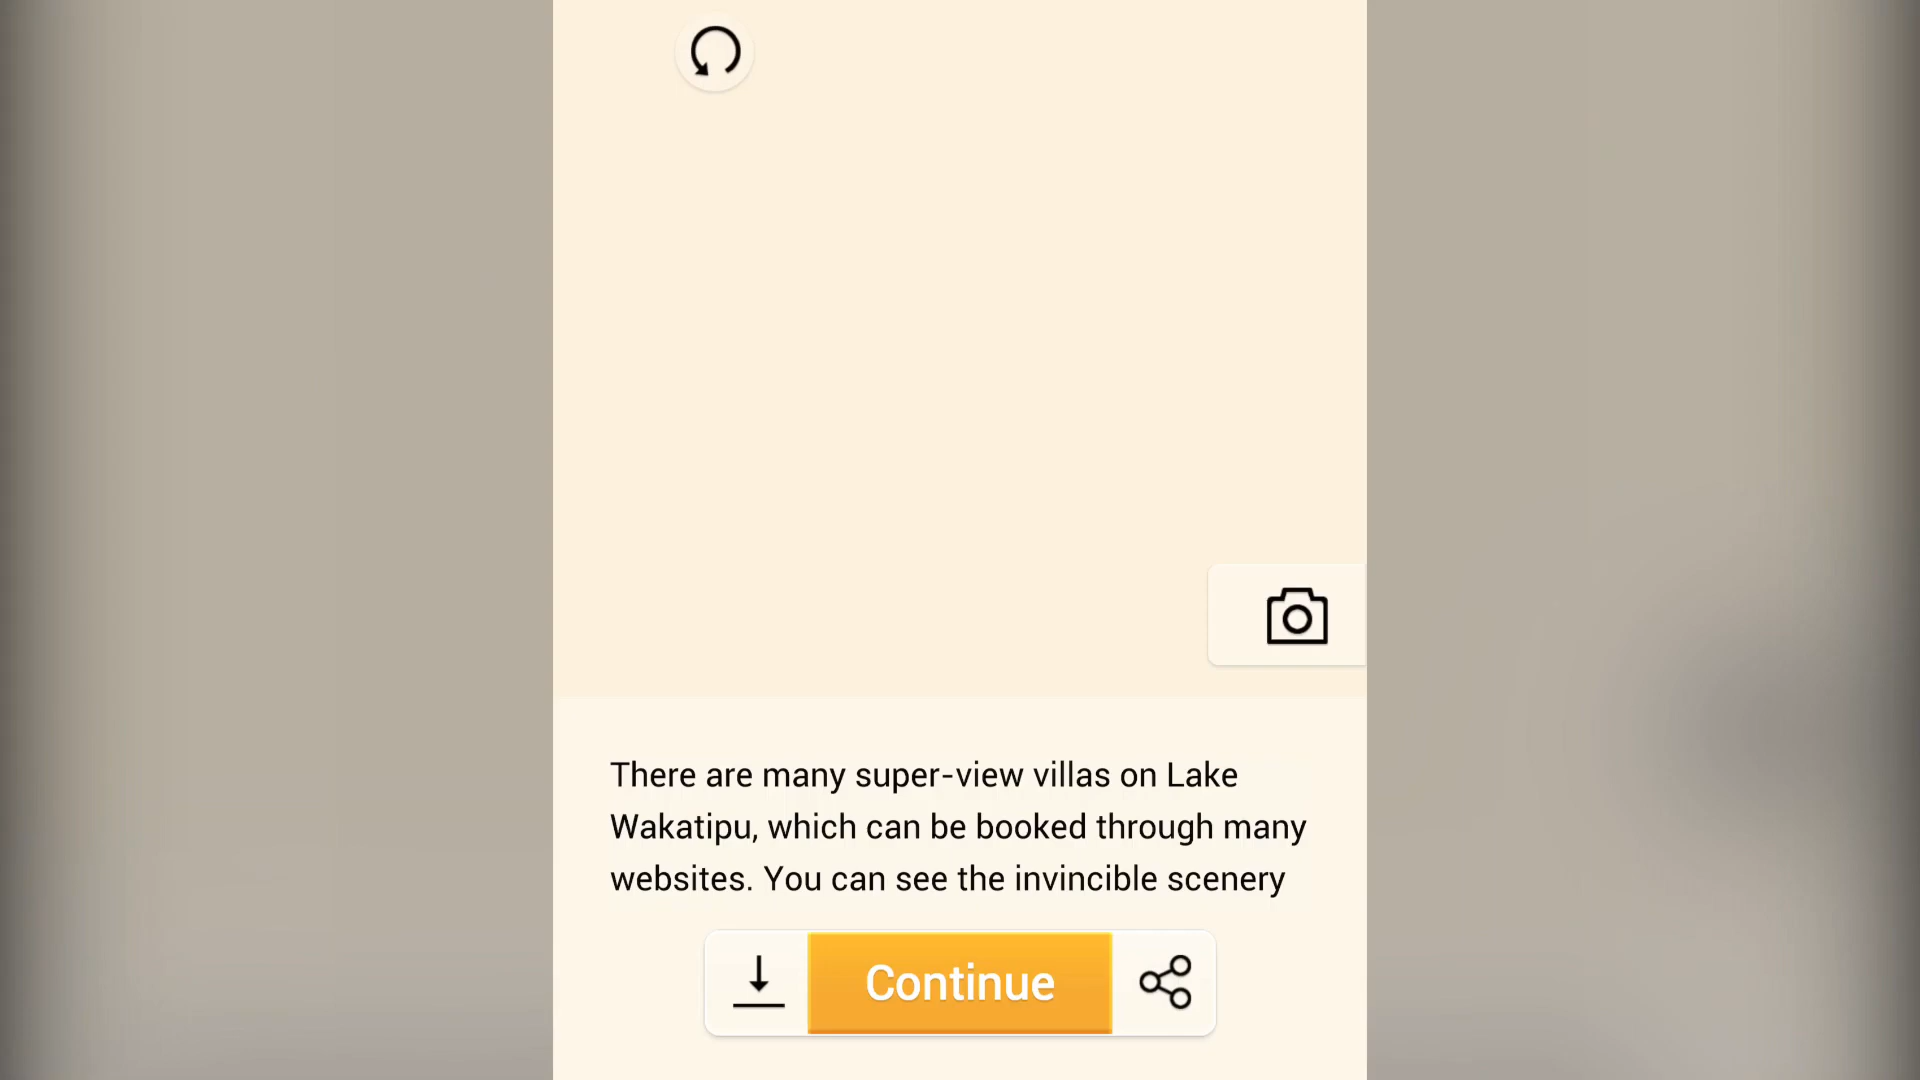 There are many super-view villas on Lake
Wakatipu, which can be booked through many
websites. You can see the invincible scenery
Continue